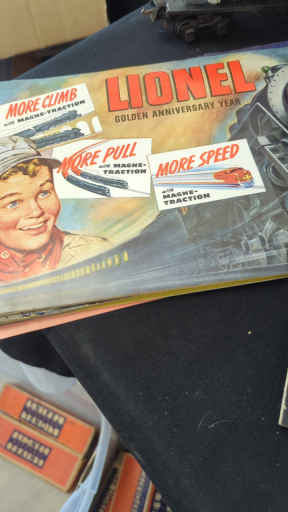 LIONEL
GOLDEN ANNIVERSARY YEAR
MORE CLIMB
with MAGNE-TRACTION
MORE PULL
with MAGNE-
TRACTION
MORE SPEED
with
MAGNE-
TRACTION